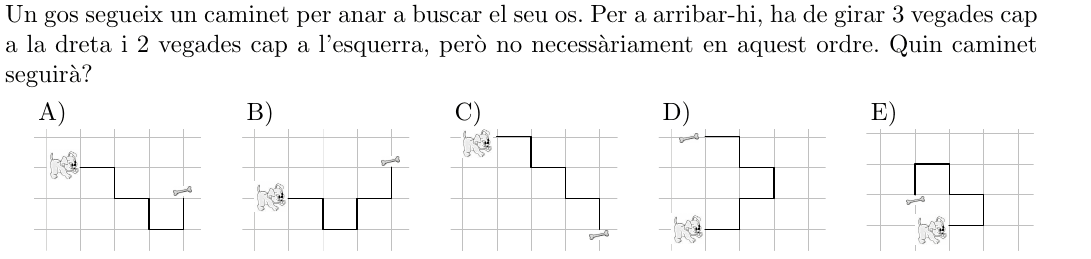 Un gos segueix un caminet per anar a buscar el seu os. Per a arribar-hi, ha de girar 3 vegades cap
a la dreta i 2 vegades cap a l'esquerra, però no necessàriament en aquest ordre. Quin caminet
seguirà?
A) B) C) D) E)